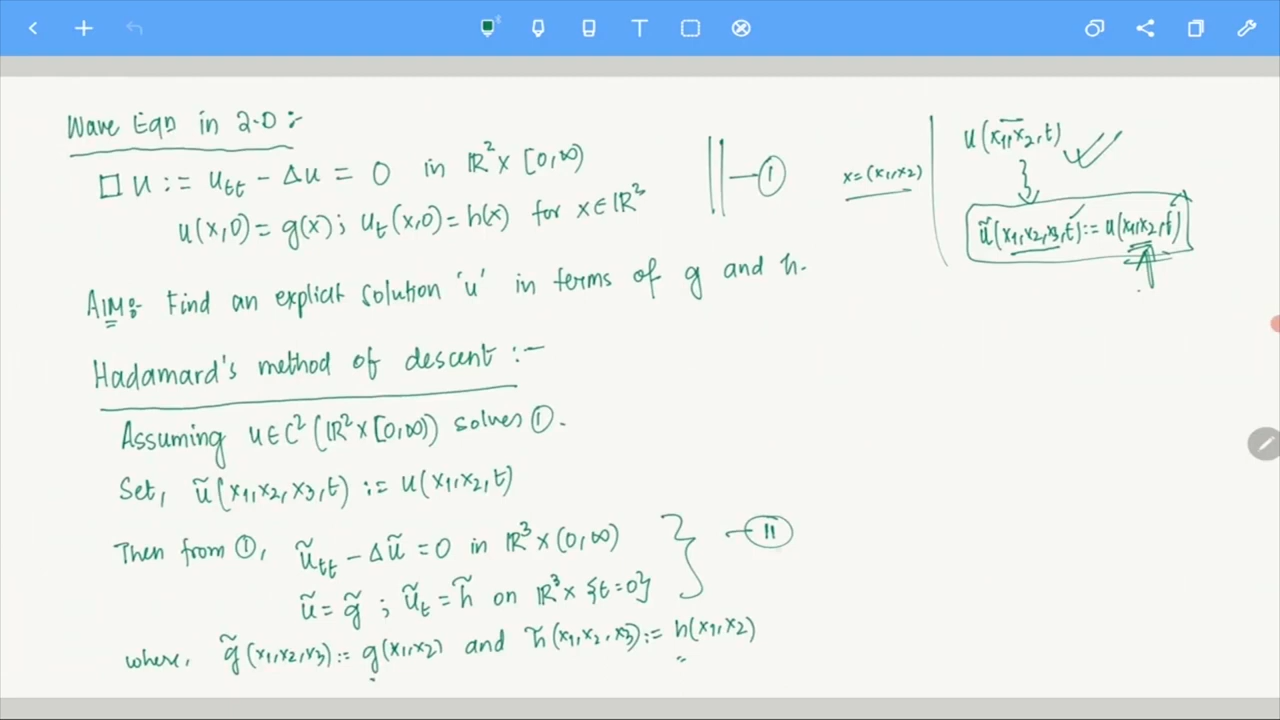 Wave Eqn in 2-D :-
□ u := u_tt - Δu = 0 in ℝ² × [0,∞)
u(x,0) = g(x) ; u_t(x,0) = h(x) for x ∈ ℝ²
— I
x = (x₁,x₂)
u(x₁,x₂,t)
ũ(x₁,x₂,x₃,t) := u(x₁,x₂,t)
AIM:- Find an explicit solution 'u' in terms of g and h.
Hadamard's method of descent :-
Assuming u ∈ C²(ℝ² × [0,∞)) solves I.
Set, ũ(x₁,x₂,x₃,t) := u(x₁,x₂,t)
Then from I, ũ_tt - Δũ = 0 in ℝ³ × (0,∞)
ũ = g̃ ; ũ_t = h̃ on ℝ³ × {t=0}
— II
where, g̃(x₁,x₂,x₃) := g(x₁,x₂) and h̃(x₁,x₂,x₃) := h(x₁,x₂)